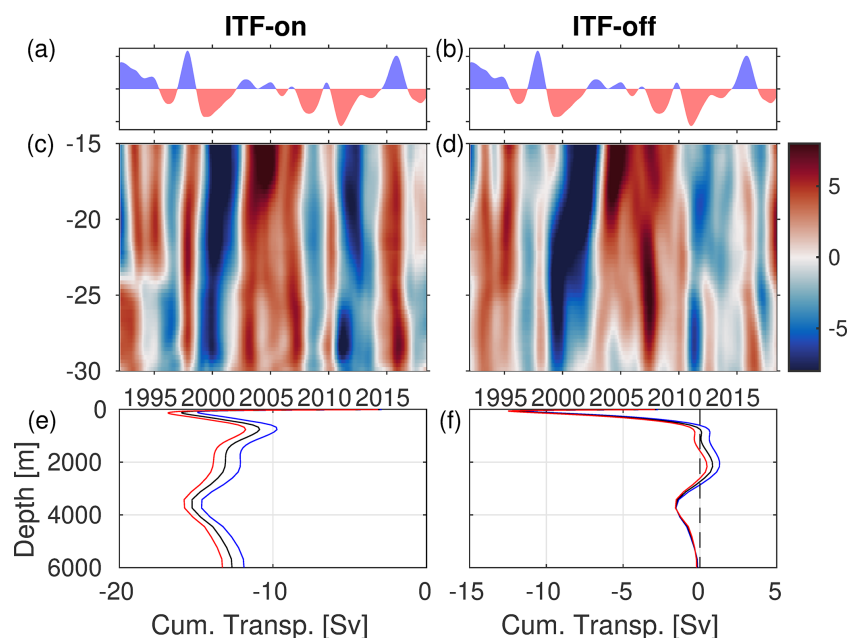 ITF-on ITF-off
(a) (b)
(c) (d)
-15
-20
-25
-30
5
0
-5
1995 2000 2005 2010 2015 1995 2000 2005 2010 2015
(e) (f)
Depth [m]
0
2000
4000
6000
-20 -10 0 -15 -10 -5 0 5
Cum. Transp. [Sv] Cum. Transp. [Sv]